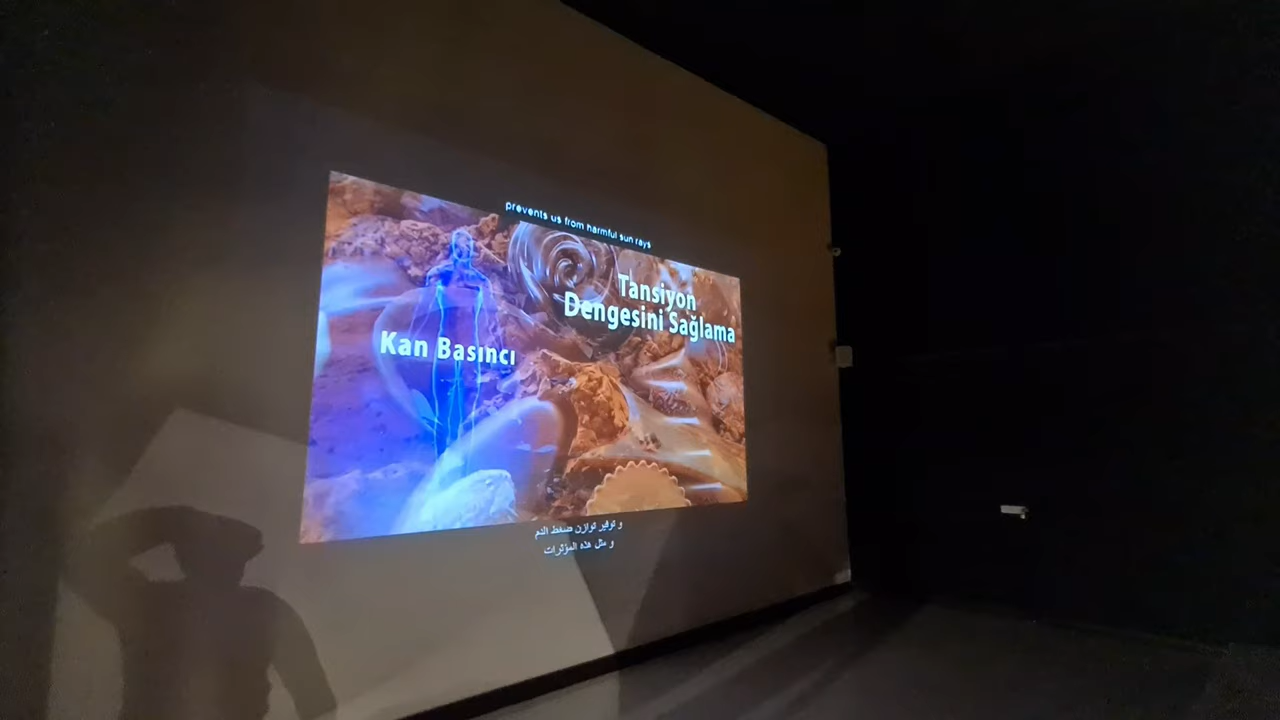 prevents us from harmful sun rays
Tansiyon
Dengesini Sağlama
Kan Basıncı
و توفير توازن ضغط الدم
و مثل هذه المؤثرات